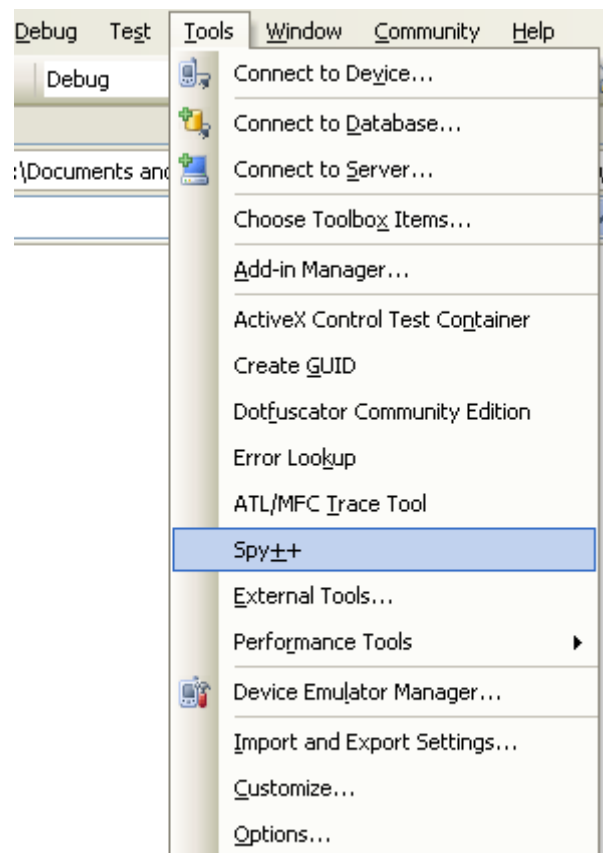 Debug Test Tools Window Community Help
Debug
Connect to Device...
Connect to Database...
:\Documents and
Connect to Server...
Choose Toolbox Items...
Add-in Manager...
ActiveX Control Test Container
Create GUID
Dotfuscator Community Edition
Error Lookup
ATL/MFC Trace Tool
Spy++
External Tools...
Performance Tools
Device Emulator Manager...
Import and Export Settings...
Customize...
Options...